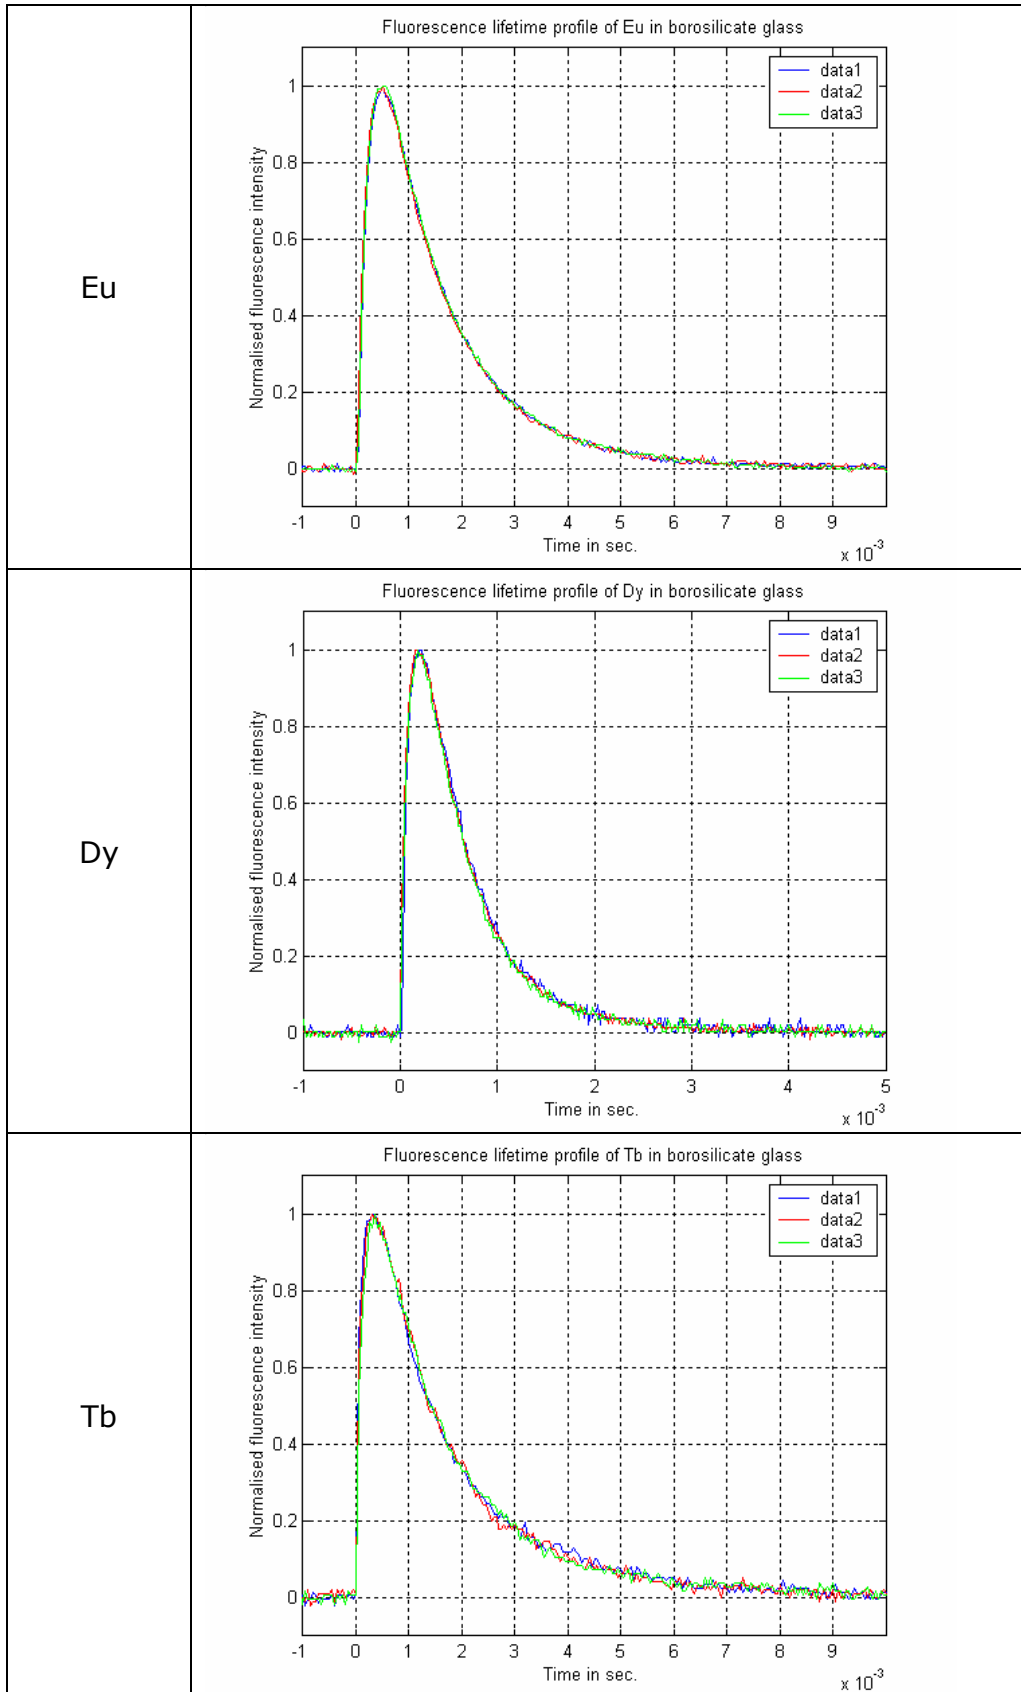 Eu
Fluorescence lifetime profile of Eu in borosilicate glass
data1
data2
data3
Normalised fluorescence intensity
1
0.8
0.6
0.4
0.2
0
-1 0 1 2 3 4 5 6 7 8 9
Time in sec.
x 10-3
Dy
Fluorescence lifetime profile of Dy in borosilicate glass
data1
data2
data3
Normalised fluorescence intensity
1
0.8
0.6
0.4
0.2
0
-1 0 1 2 3 4 5
Time in sec.
x 10-3
Tb
Fluorescence lifetime profile of Tb in borosilicate glass
data1
data2
data3
Normalised fluorescence intensity
1
0.8
0.6
0.4
0.2
0
-1 0 1 2 3 4 5 6 7 8 9
Time in sec.
x 10-3